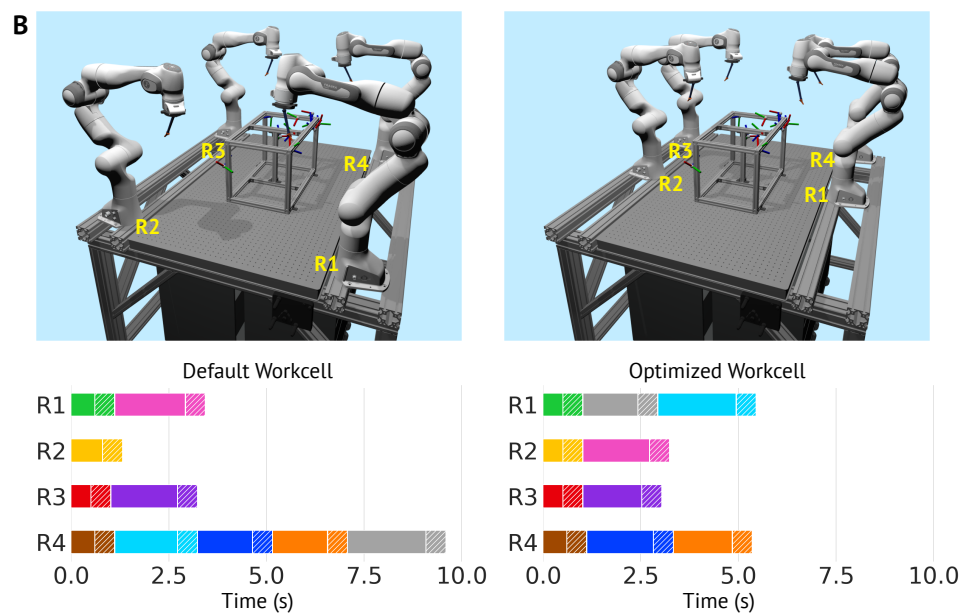 B
R3
R4
R2
R1
R3
R4
R2
R1
Default Workcell
R1
R2
R3
R4
0.0 2.5 5.0 7.5 10.0
Time (s)
Optimized Workcell
R1
R2
R3
R4
0.0 2.5 5.0 7.5 10.0
Time (s)